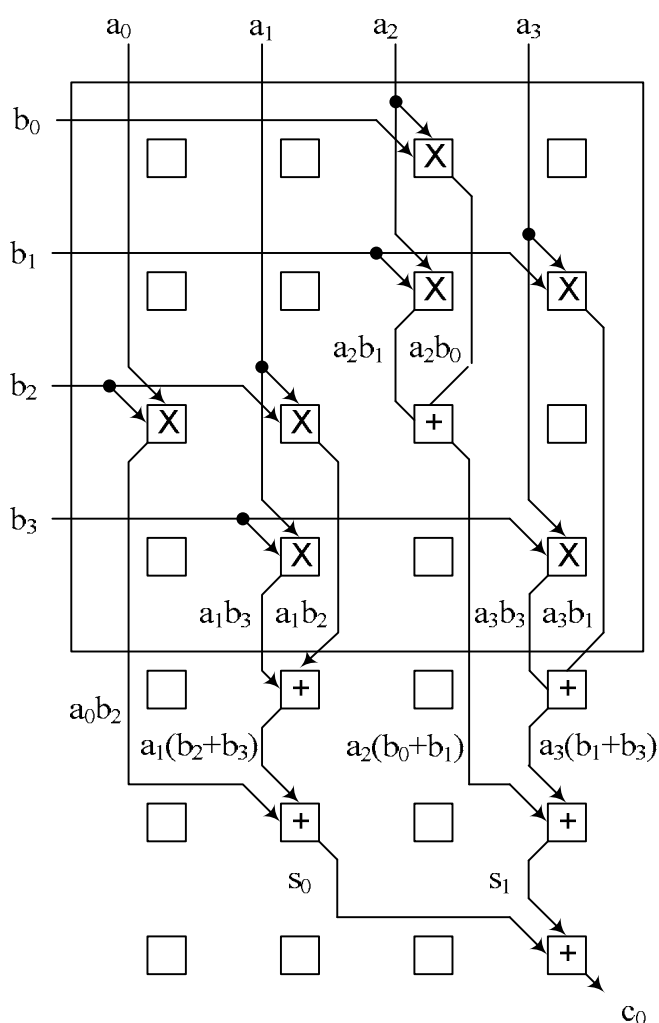 a₀ a₁ a₂ a₃
b₀
X
b₁
X X
a₂b₁ a₂b₀
b₂
X X +
b₃
X X
a₁b₃ a₁b₂ a₃b₃ a₃b₁
+ +
a₀b₂
a₁(b₂+b₃) a₂(b₀+b₁) a₃(b₁+b₃)
+ +
s₀ s₁
+
c₀